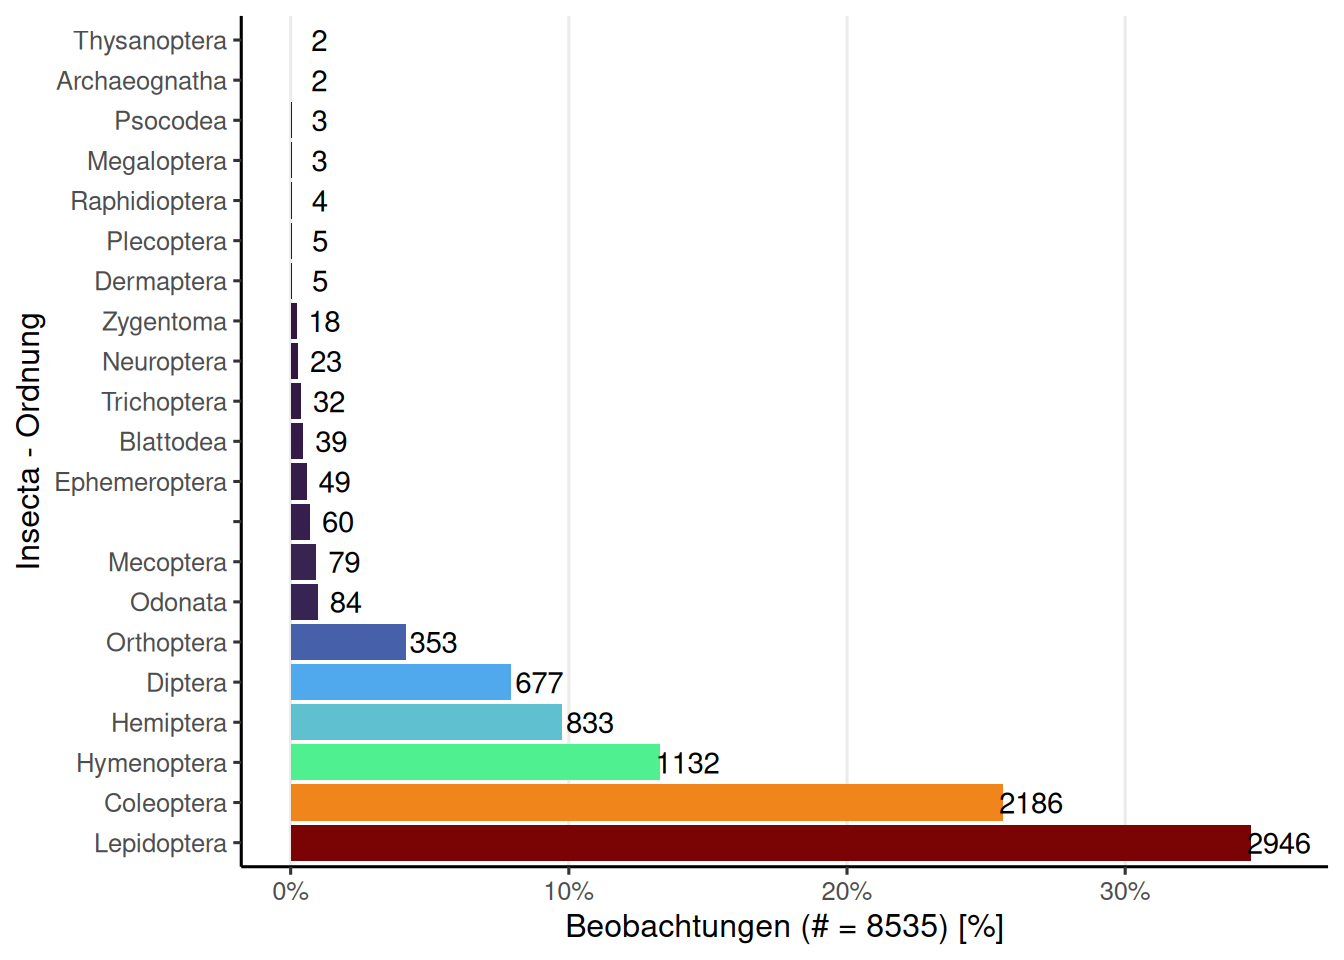 Insecta - Ordnung
Thysanoptera 2
Archaeognatha 2
Psocodea 3
Megaloptera 3
Raphidioptera 4
Plecoptera 5
Dermaptera 5
Zygentoma 18
Neuroptera 23
Trichoptera 32
Blattodea 39
Ephemeroptera 49
60
Mecoptera 79
Odonata 84
Orthoptera 353
Diptera 677
Hemiptera 833
Hymenoptera 1132
Coleoptera 2186
Lepidoptera 2946
0% 10% 20% 30%
Beobachtungen (# = 8535) [%]